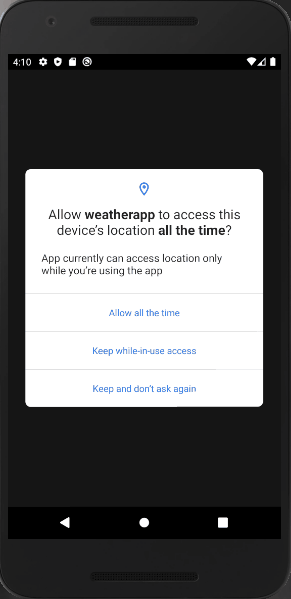 4:10
Allow weatherapp to access this
device's location all the time?
App currently can access location only
while you're using the app
Allow all the time
Keep while-in-use access
Keep and don't ask again